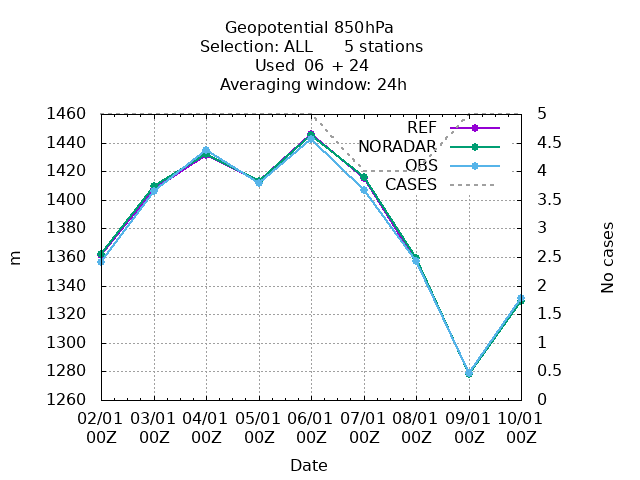 Geopotential 850hPa
Selection: ALL 5 stations
Used 06 + 24
Averaging window: 24h
1460
1440
1420
1400
1380
1360
1340
1320
1300
1280
1260
m
5
4.5
4
3.5
3
2.5
2
1.5
1
0.5
0
No cases
REF
NORADAR
OBS
CASES
02/01 03/01 04/01 05/01 06/01 07/01 08/01 09/01 10/01
00Z 00Z 00Z 00Z 00Z 00Z 00Z 00Z 00Z
Date